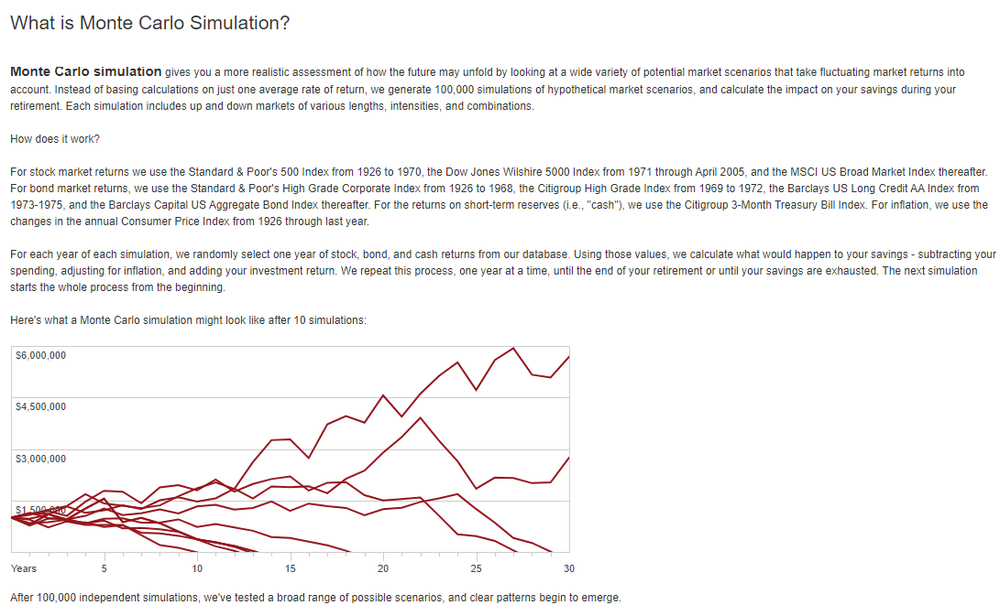 What is Monte Carlo Simulation?
Monte Carlo simulation gives you a more realistic assessment of how the future may unfold by looking at a wide variety of potential market scenarios that take fluctuating market returns into
account. Instead of basing calculations on just one average rate of return, we generate 100,000 simulations of hypothetical market scenarios, and calculate the impact on your savings during your
retirement. Each simulation includes up and down markets of various lengths, intensities, and combinations.
How does it work?
For stock market returns we use the Standard & Poor's 500 Index from 1926 to 1970, the Dow Jones Wilshire 5000 Index from 1971 through April 2005, and the MSCI US Broad Market Index thereafter.
For bond market returns, we use the Standard & Poor's High Grade Corporate Index from 1926 to 1968, the Citigroup High Grade Index from 1969 to 1972, the Barclays US Long Credit AA Index from
1973-1975, and the Barclays Capital US Aggregate Bond Index thereafter. For the returns on short-term reserves (i.e., "cash"), we use the Citigroup 3-Month Treasury Bill Index. For inflation, we use the
changes in the annual Consumer Price Index from 1926 through last year.
For each year of each simulation, we randomly select one year of stock, bond, and cash returns from our database. Using those values, we calculate what would happen to your savings - subtracting your
spending, adjusting for inflation, and adding your investment return. We repeat this process, one year at a time, until the end of your retirement or until your savings are exhausted. The next simulation
starts the whole process from the beginning.
Here's what a Monte Carlo simulation might look like after 10 simulations:
$6,000,000
$4,500,000
$3,000,000
$1,500,000
Years 5 10 15 20 25 30
After 100,000 independent simulations, we've tested a broad range of possible scenarios, and clear patterns begin to emerge.